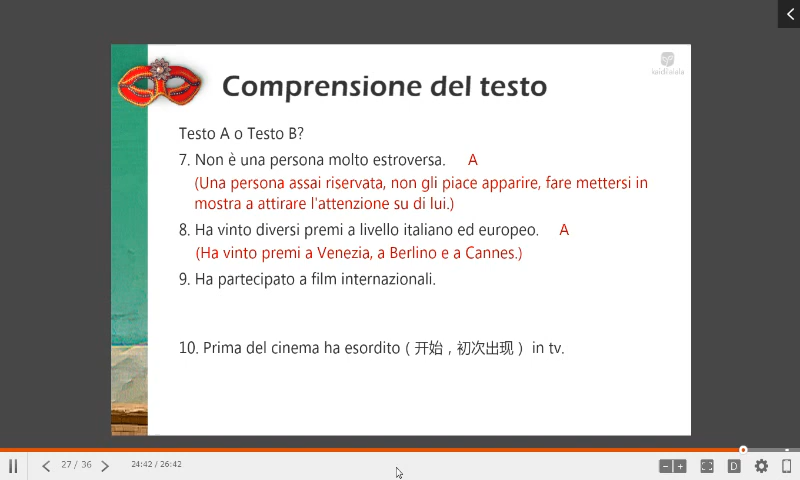 Comprensione del testo
Testo A o Testo B?
7. Non è una persona molto estroversa. A
(Una persona assai riservata, non gli piace apparire, fare mettersi in
mostra a attirare l'attenzione su di lui.)
8. Ha vinto diversi premi a livello italiano ed europeo. A
(Ha vinto premi a Venezia, a Berlino e a Cannes.)
9. Ha partecipato a film internazionali.
10. Prima del cinema ha esordito ( 开始，初次出现 ) in tv.
27 / 36
24:42 / 26:42
D